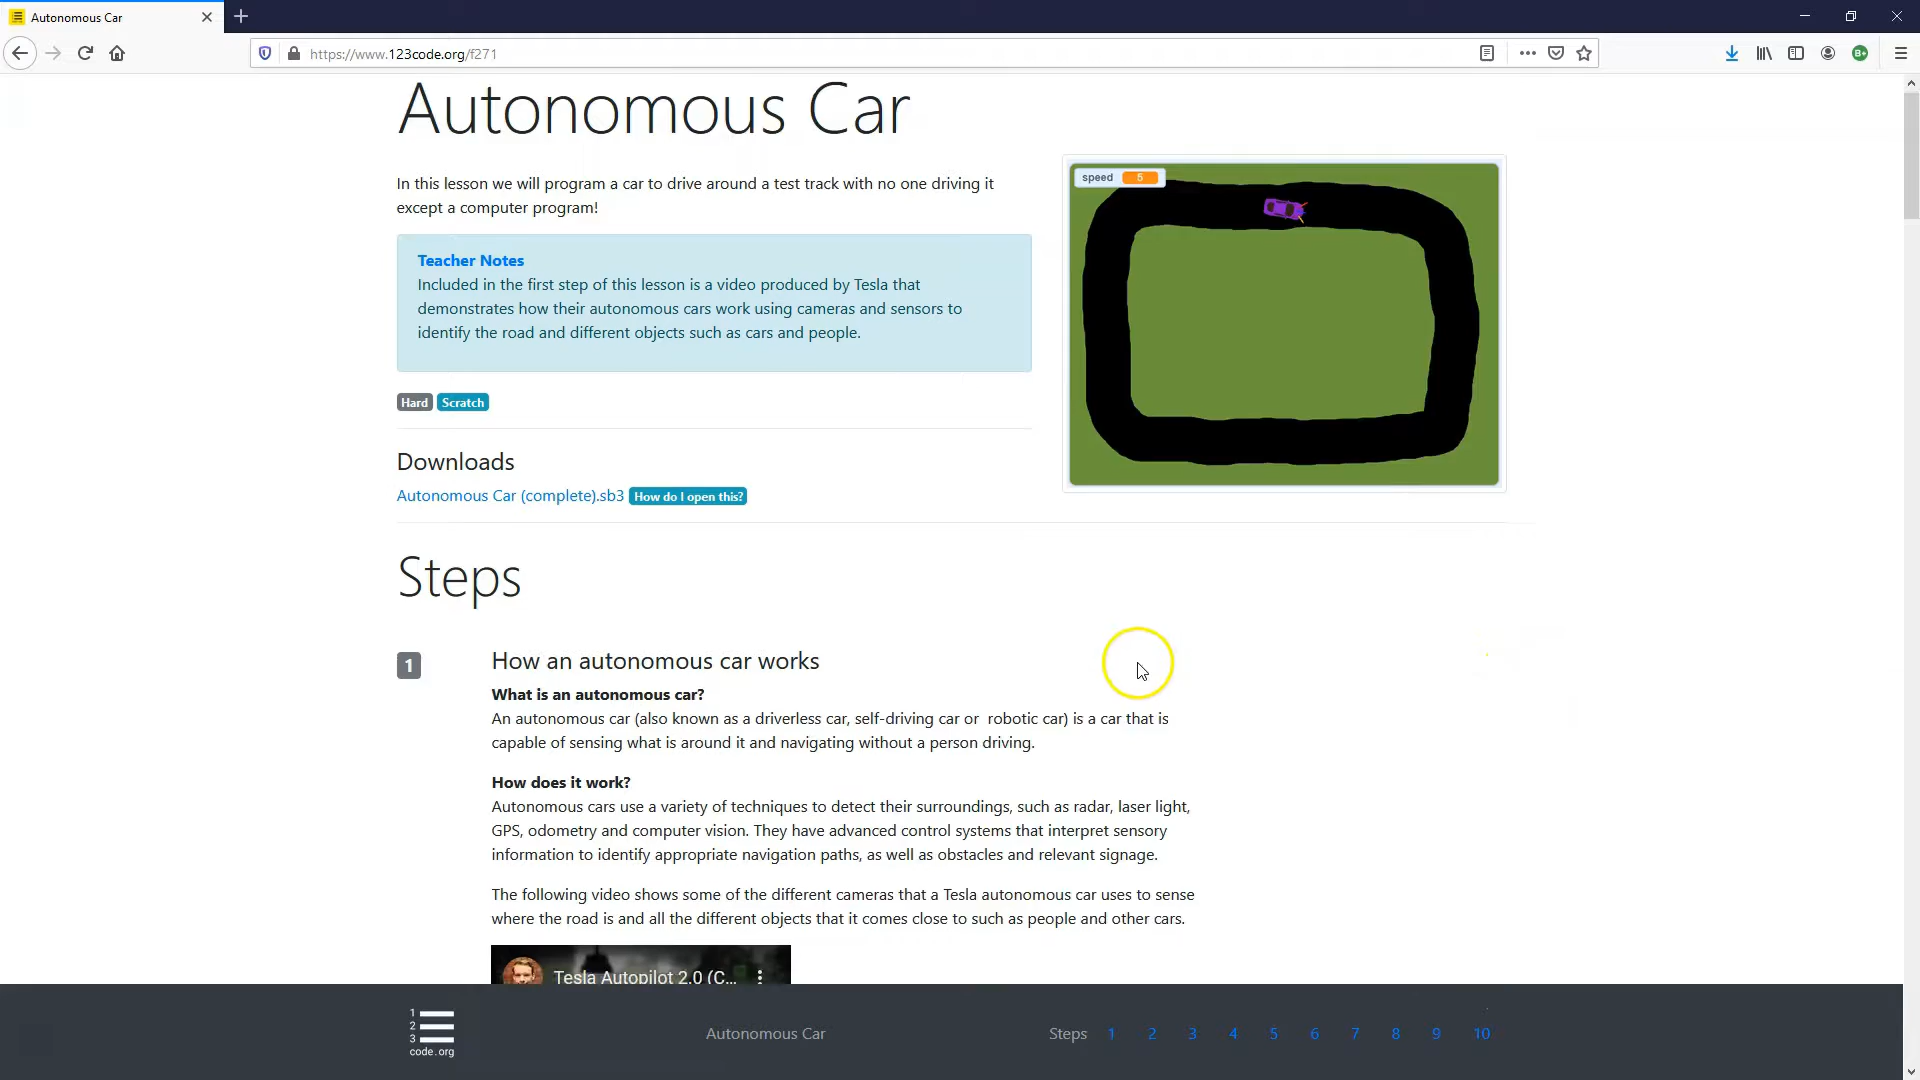 Autonomous Car
https://www.123code.org/f271
B+
Autonomous Car
In this lesson we will program a car to drive around a test track with no one driving it
except a computer program!
Teacher Notes
Included in the first step of this lesson is a video produced by Tesla that
demonstrates how their autonomous cars work using cameras and sensors to
identify the road and different objects such as cars and people.
Hard Scratch
speed 5
Downloads
Autonomous Car (complete).sb3 How do I open this?
Steps
1
How an autonomous car works
What is an autonomous car?
An autonomous car (also known as a driverless car, self-driving car or robotic car) is a car that is
capable of sensing what is around it and navigating without a person driving.
How does it work?
Autonomous cars use a variety of techniques to detect their surroundings, such as radar, laser light,
GPS, odometry and computer vision. They have advanced control systems that interpret sensory
information to identify appropriate navigation paths, as well as obstacles and relevant signage.
The following video shows some of the different cameras that a Tesla autonomous car uses to sense
where the road is and all the different objects that it comes close to such as people and other cars.
Tesla Autopilot 2.0 (C...
1
2
3
code.org
Autonomous Car
Steps 1 2 3 4 5 6 7 8 9 10